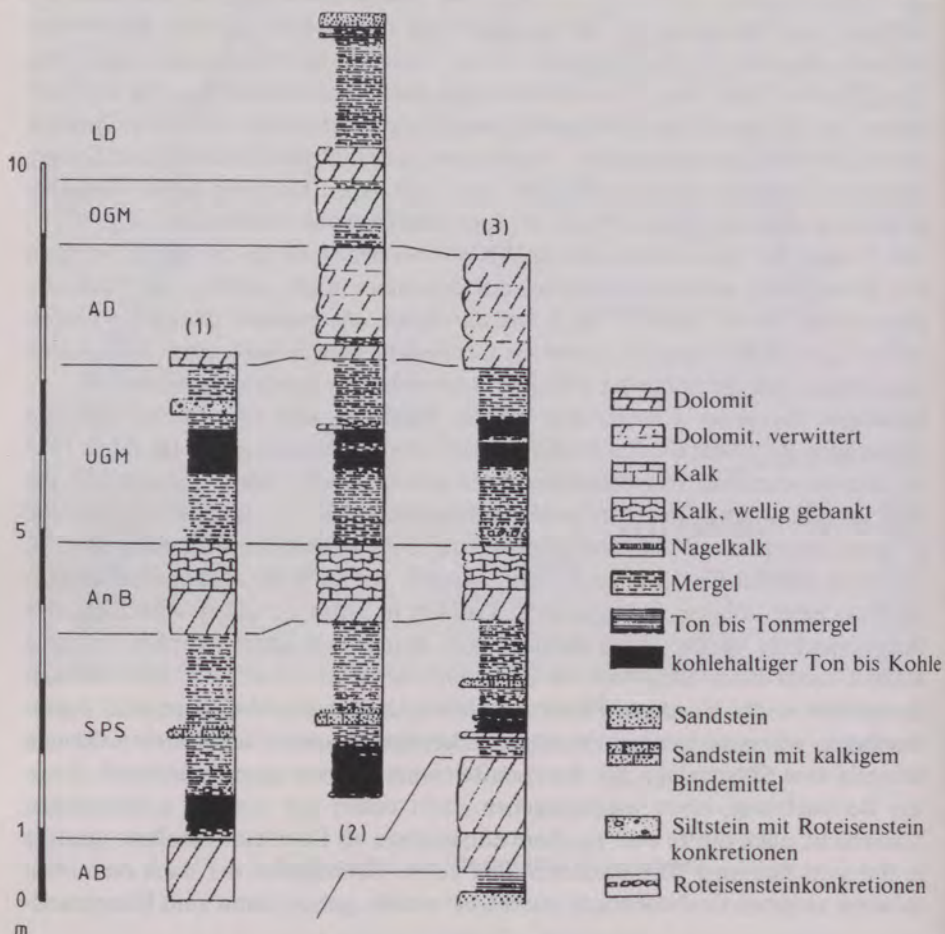 LD
10
OGM
(3)
AD
(1)
UGM
5
AnB
SPS
1
(2)
AB
0
m
Dolomit
Dolomit, verwittert
Kalk
Kalk, wellig gebankt
Nagelkalk
Mergel
Ton bis Tonmergel
kohlehaltiger Ton bis Kohle
Sandstein
Sandstein mit kalkigem
Bindemittel
Siltstein mit Roteisenstein
konkretionen
Roteisensteinkonkretionen